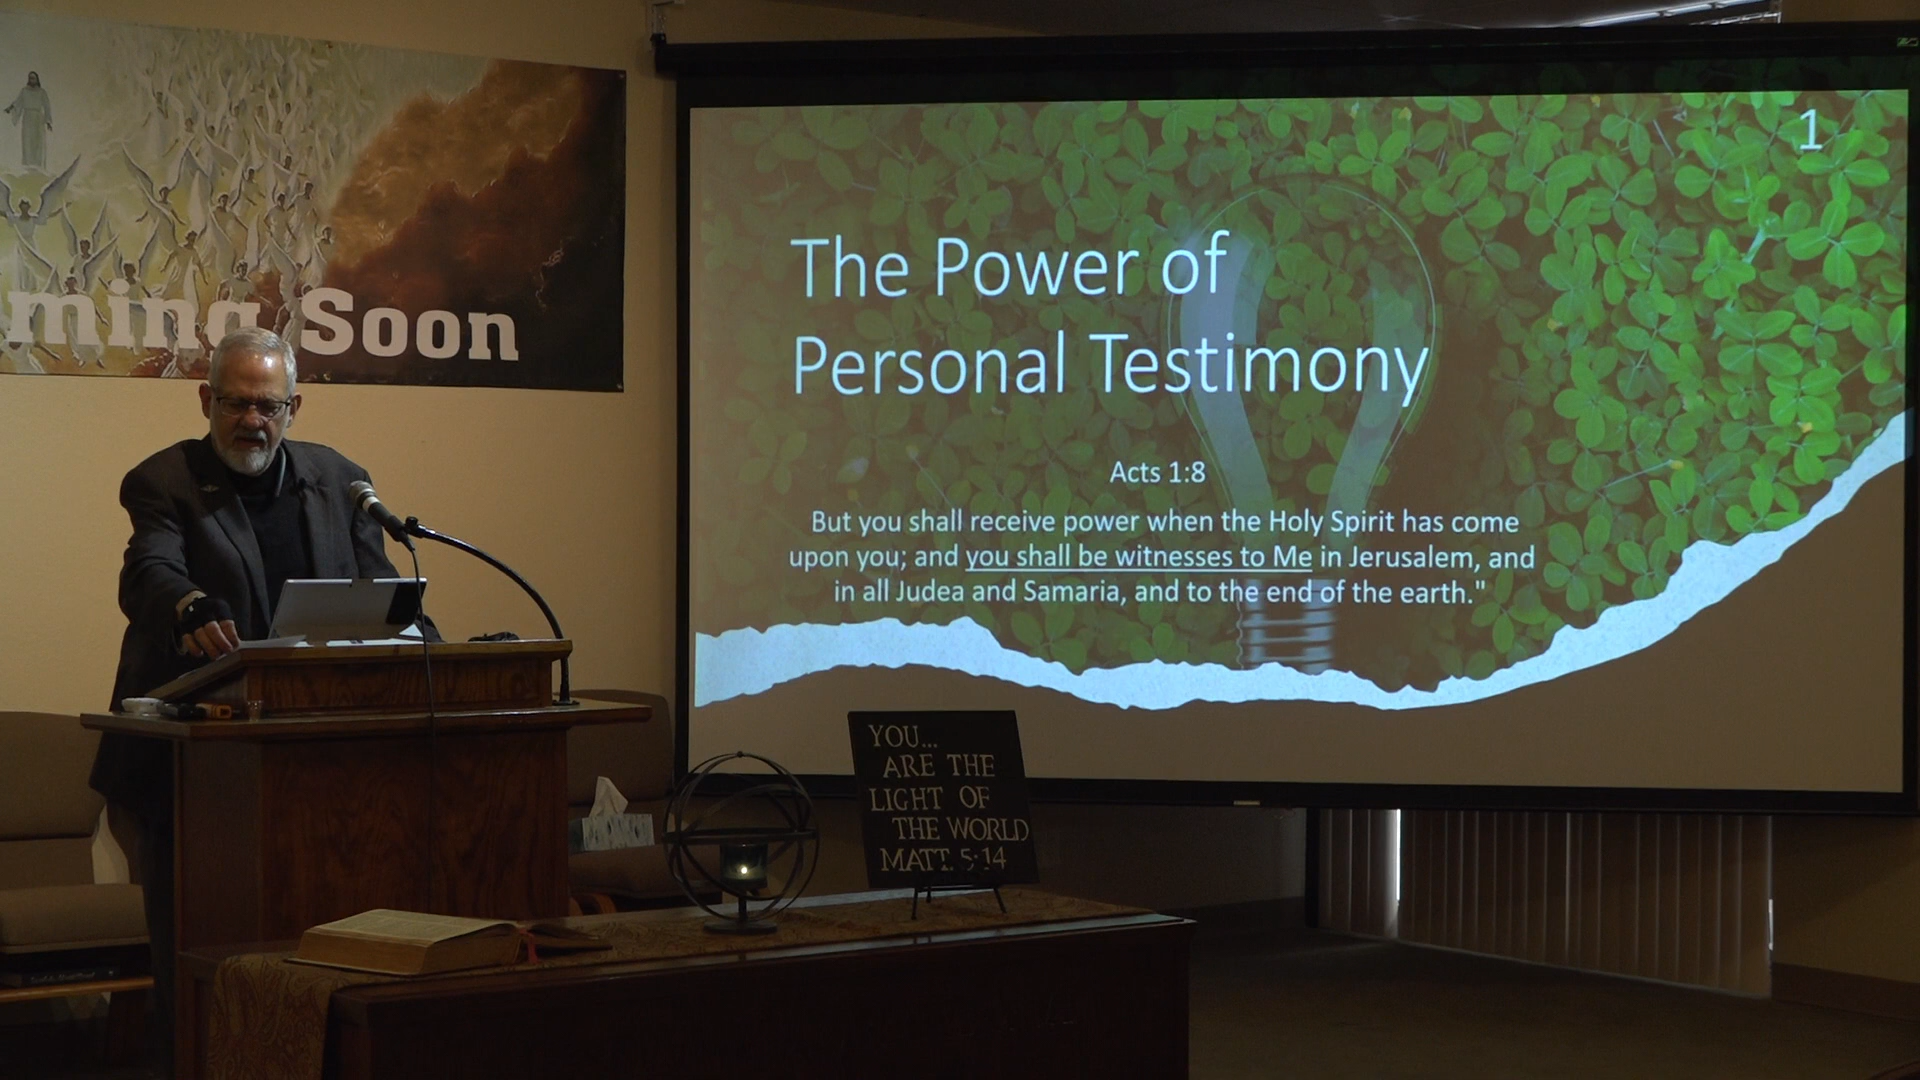 ming Soon
1
The Power of
Personal Testimony
Acts 1:8
But you shall receive power when the Holy Spirit has come
upon you; and you shall be witnesses to Me in Jerusalem, and
in all Judea and Samaria, and to the end of the earth."
YOU...
ARE THE
LIGHT OF
THE WORLD
MATT. 5:14